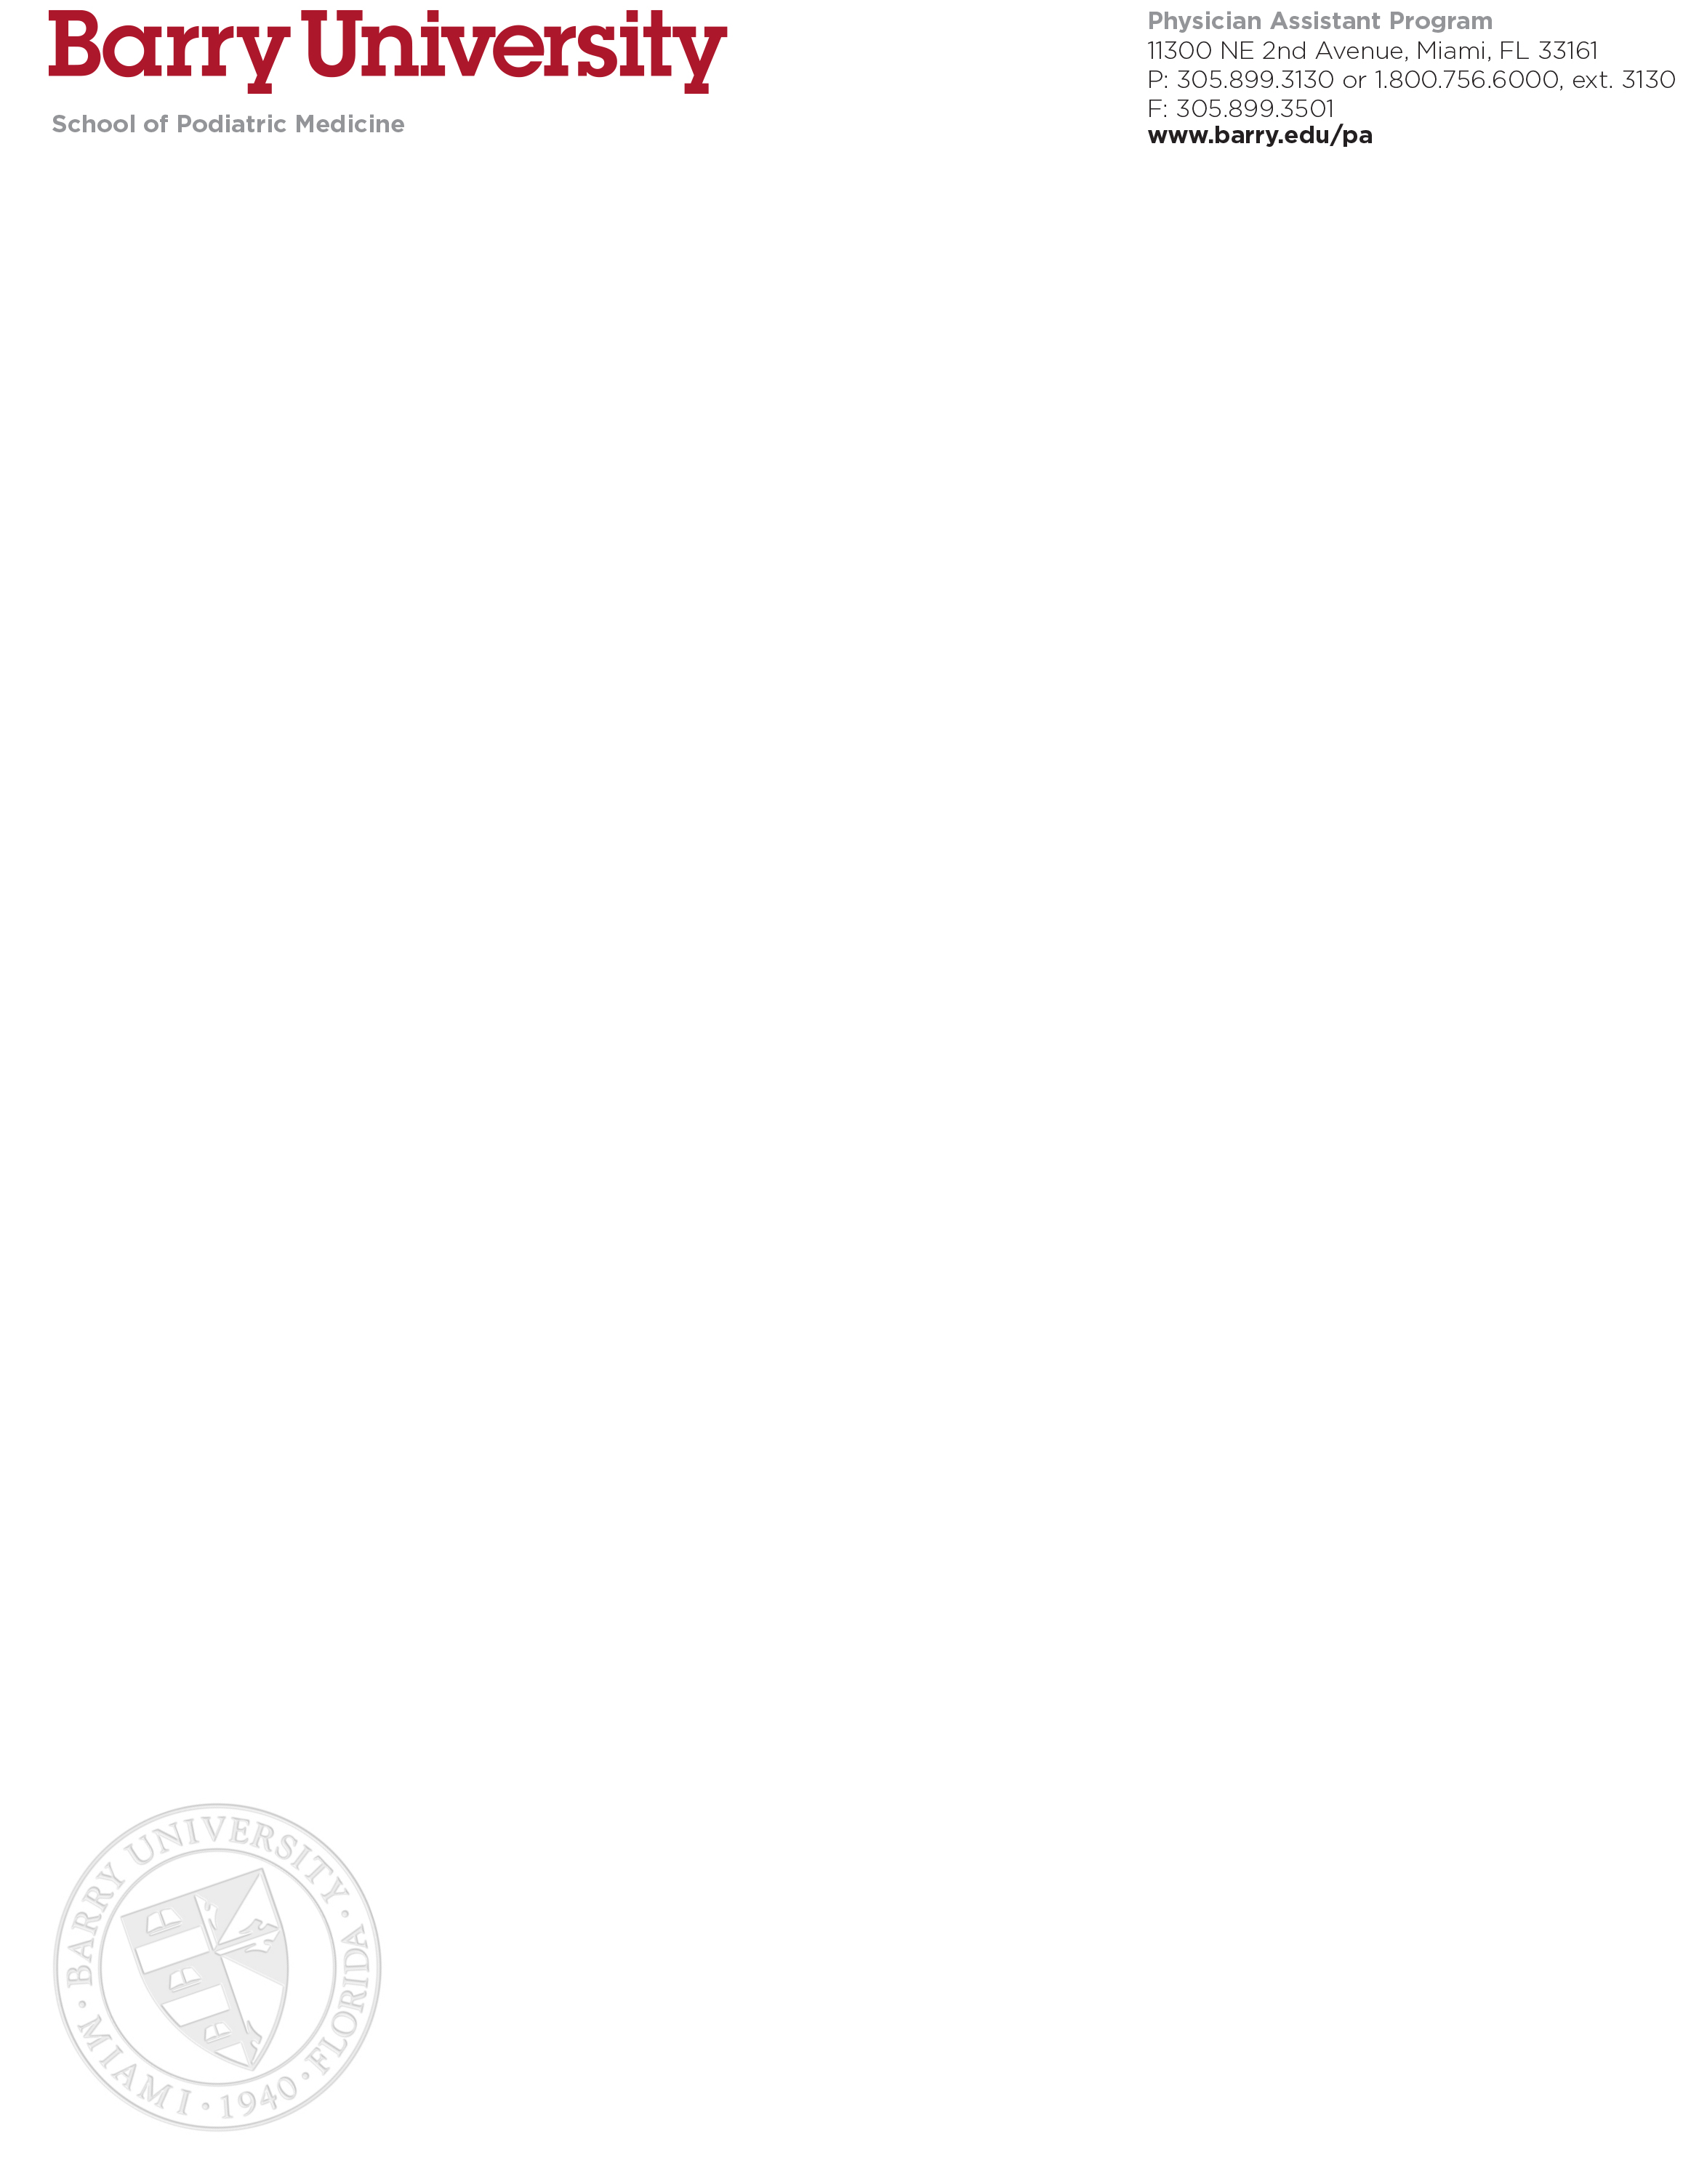 Barry University
School of Podiatric Medicine
Physician Assistant Program
11300 NE 2nd Avenue, Miami, FL 33161
P: 305.899.3130 or 1.800.756.6000, ext. 3130
F: 305.899.3501
www.barry.edu/pa
· BARRY UNIVERSITY · FLORIDA · 1940 · MIAMI